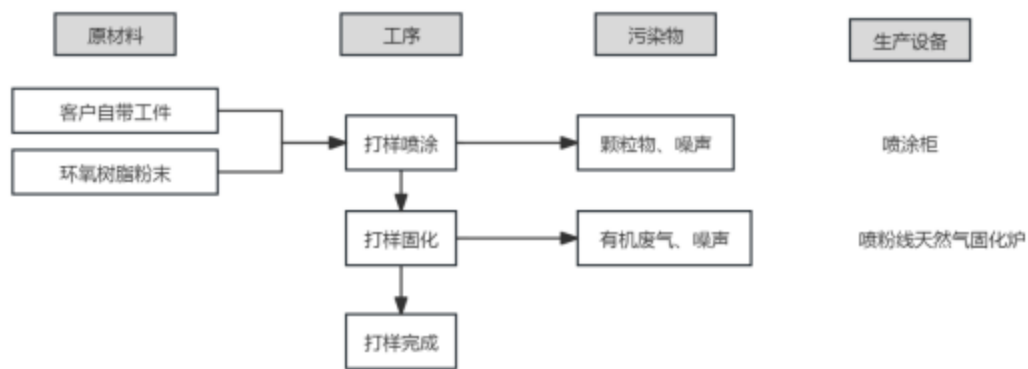 原材料
工序
污染物
生产设备
客户自带工件
环氧树脂粉末
打样喷涂
颗粒物、噪声
喷涂柜
打样固化
有机废气、噪声
喷粉线天然气固化炉
打样完成